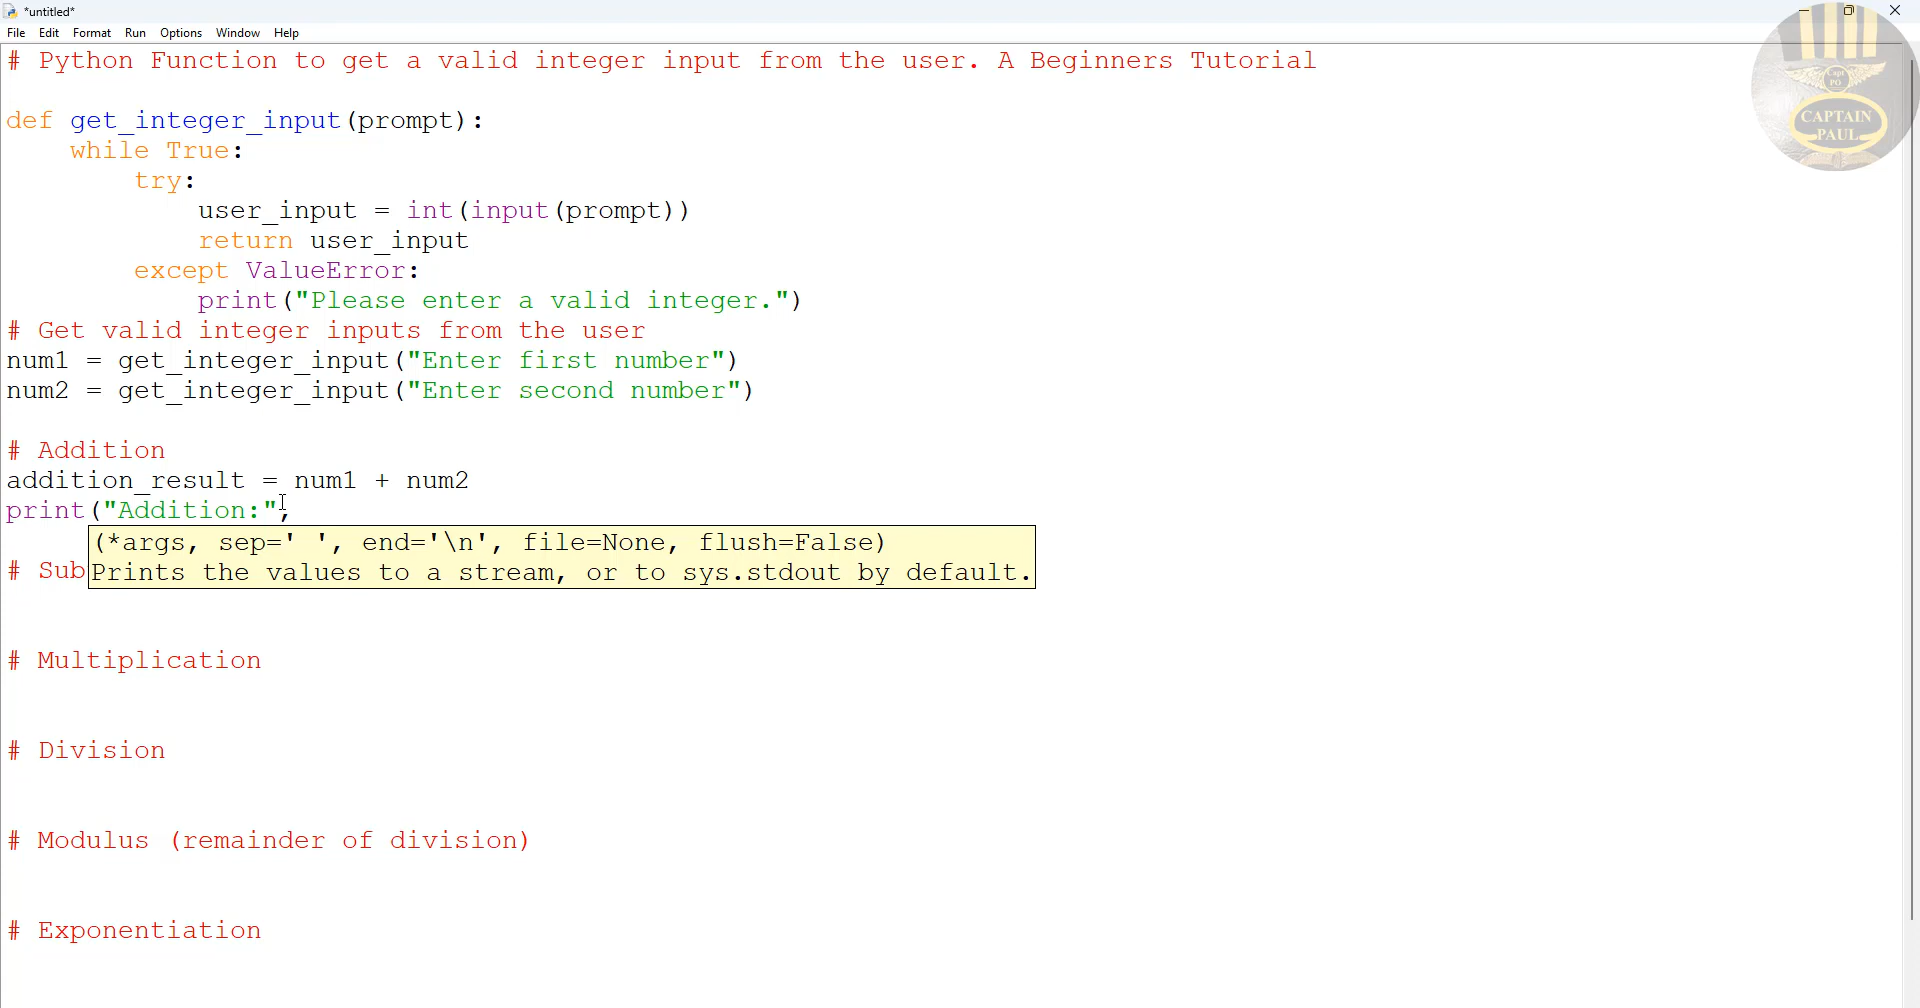 *untitled*
File Edit Format Run Options Window Help
# Python Function to get a valid integer input from the user. A Beginners Tutorial
def get_integer_input(prompt):
    while True:
        try:
            user_input = int(input(prompt))
            return user_input
        except ValueError:
            print("Please enter a valid integer.")
# Get valid integer inputs from the user
num1 = get_integer_input("Enter first number")
num2 = get_integer_input("Enter second number")
# Addition
addition_result = num1 + num2
print("Addition:",
(*args, sep=' ', end='\n', file=None, flush=False)
# Sub
Prints the values to a stream, or to sys.stdout by default.
# Multiplication
# Division
# Modulus (remainder of division)
# Exponentiation
Capt
PO
CAPTAIN
PAUL